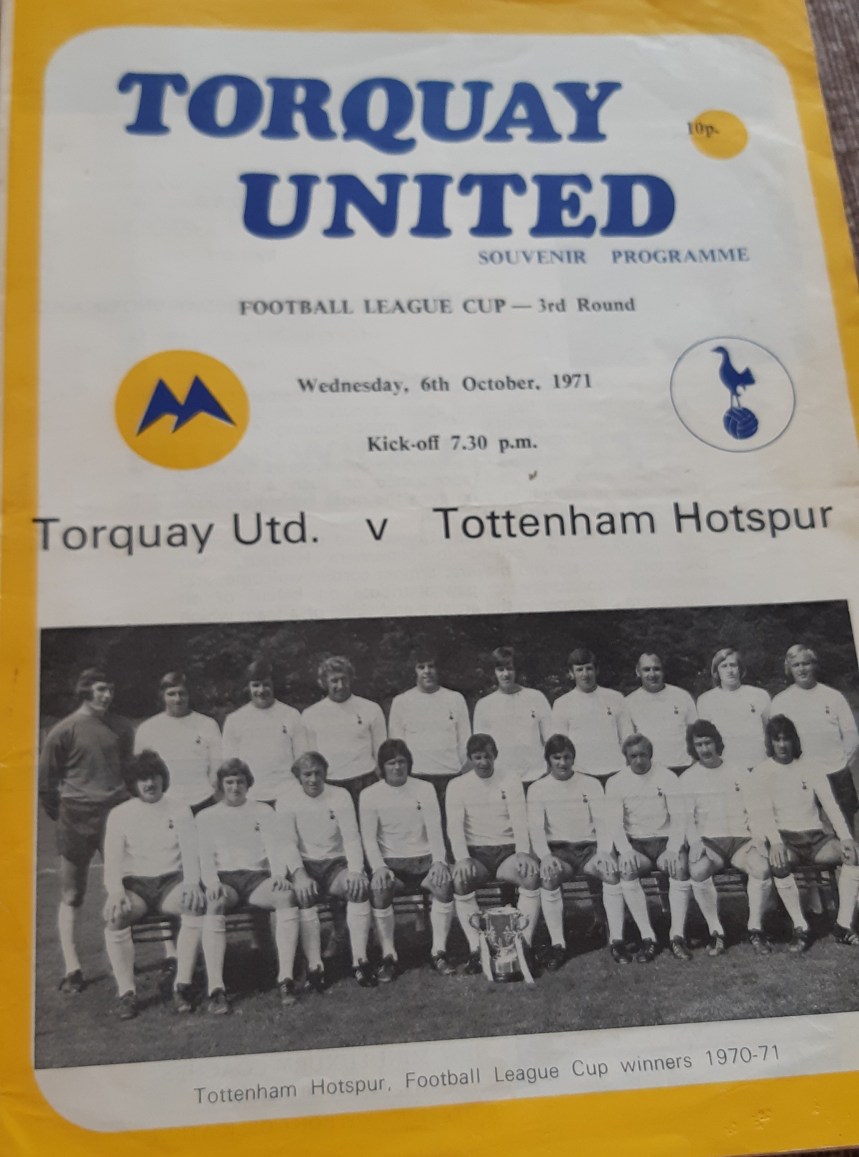 TORQUAY
10p.
UNITED
SOUVENIR PROGRAMME
FOOTBALL LEAGUE CUP — 3rd Round
Wednesday, 6th October, 1971
Kick-off 7.30 p.m.
Torquay Utd. v Tottenham Hotspur
Tottenham Hotspur, Football League Cup winners 1970-71